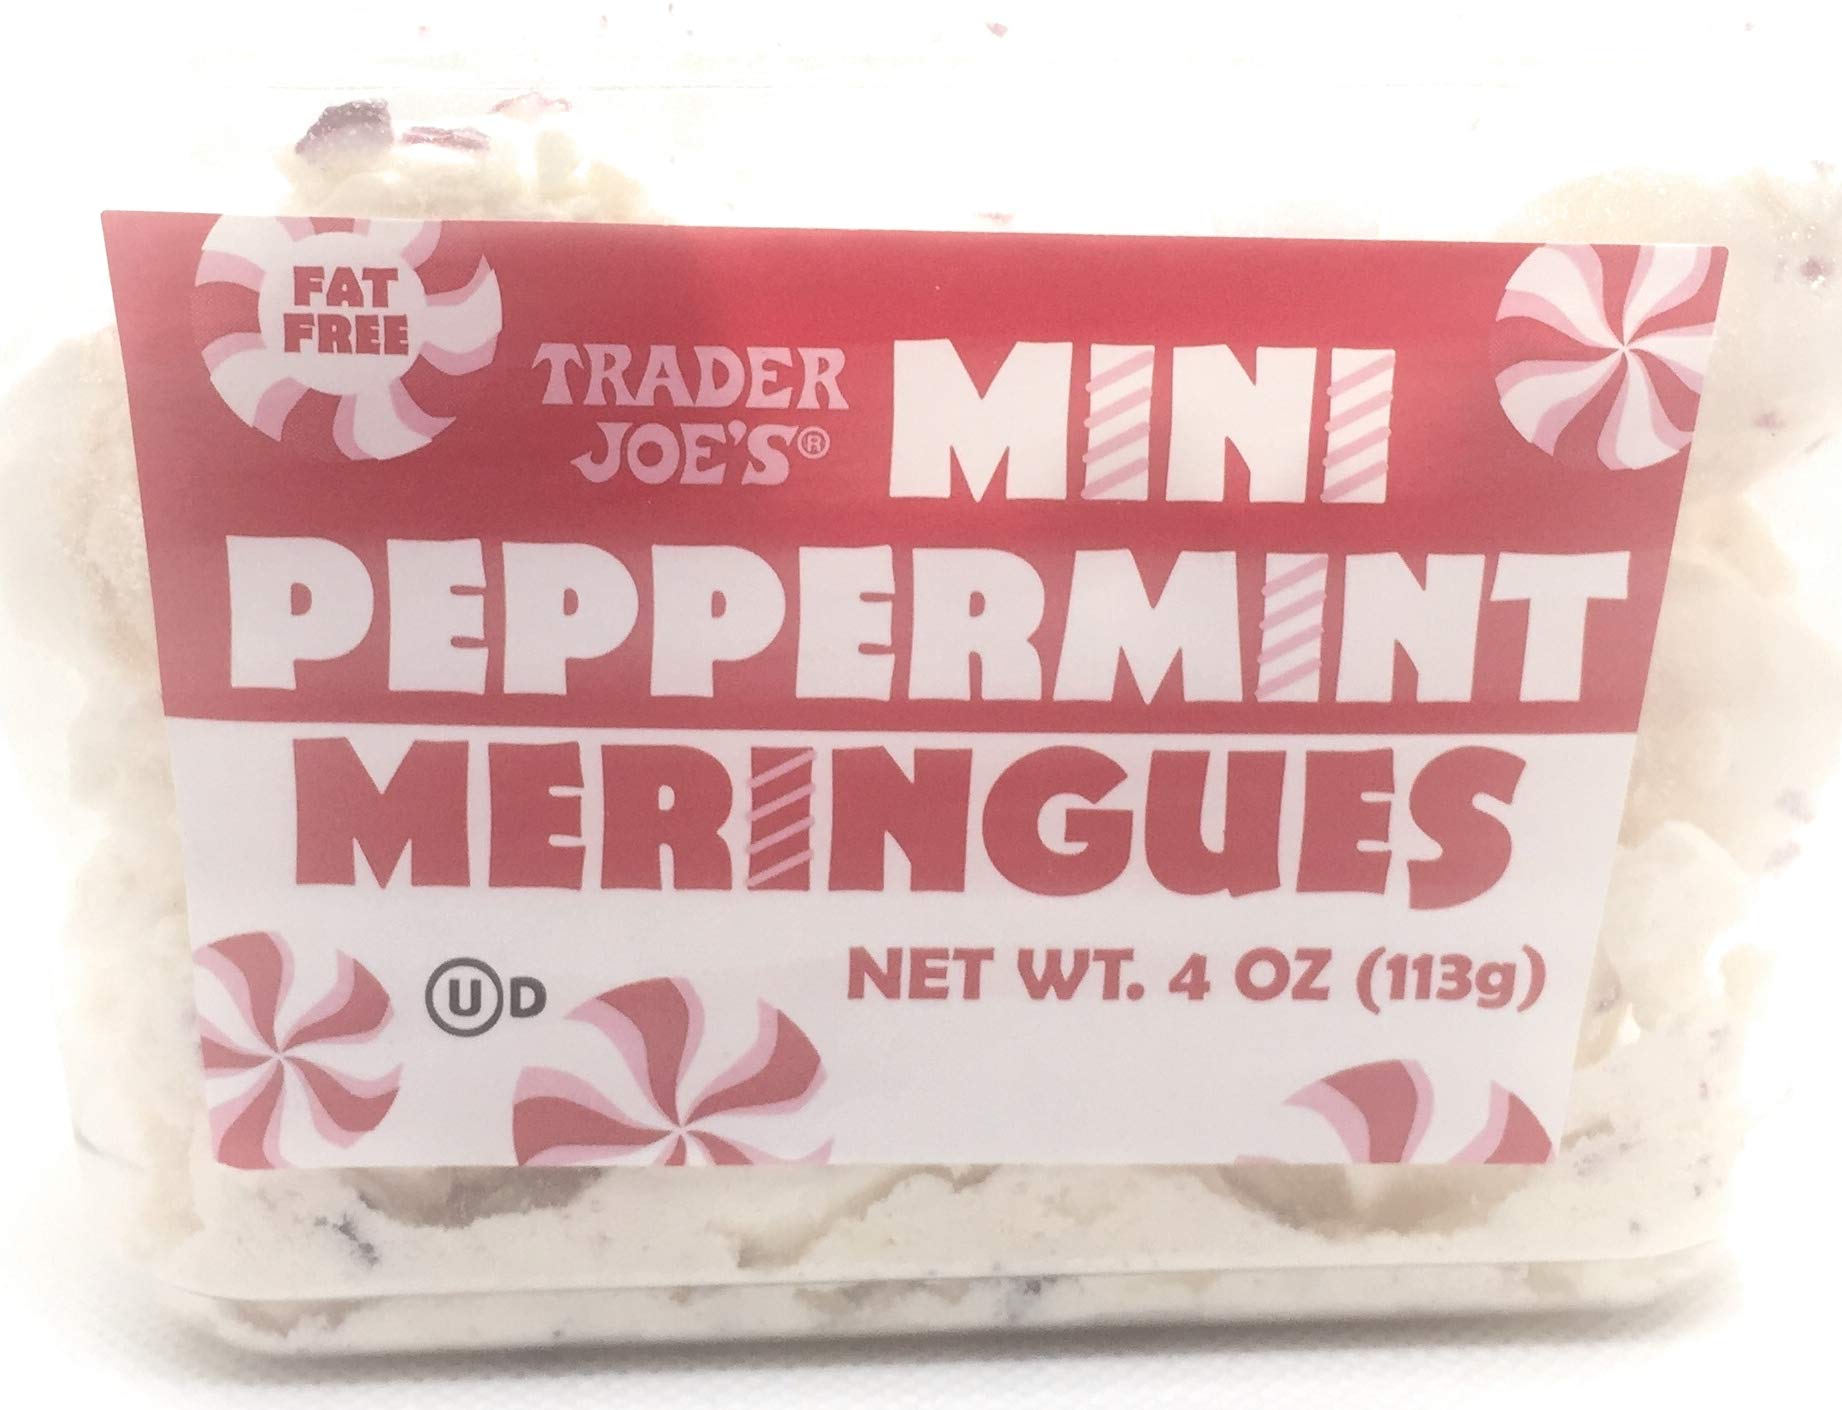 FAT
FREE
TRADER
JOE'S®
MINI
PEPPERMINT
MERINGUES
U D
NET WT. 4 OZ (113g)